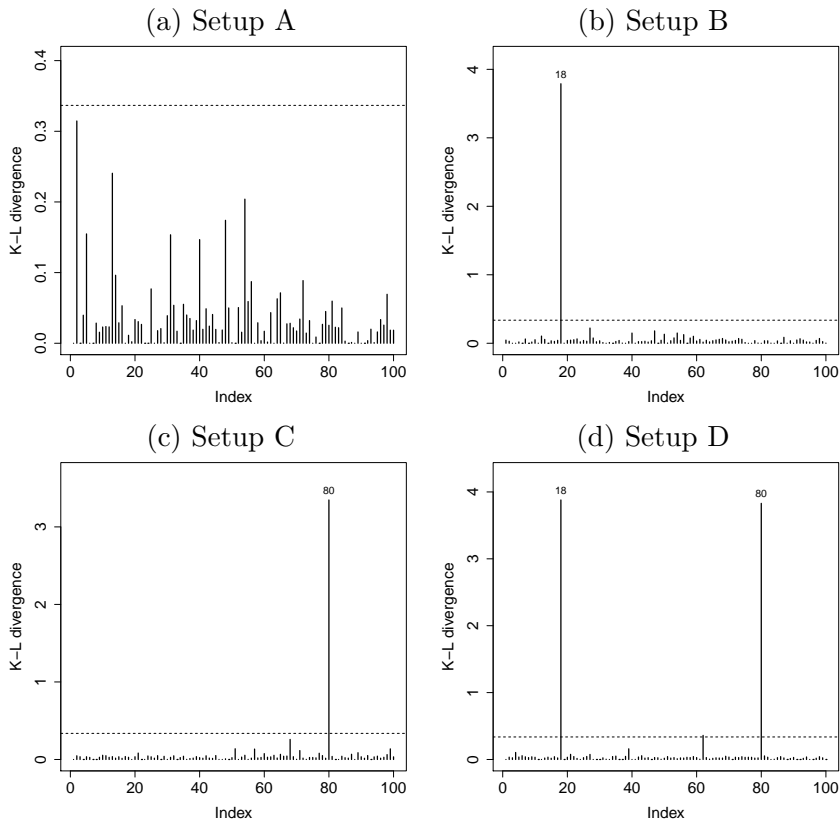 (a) Setup A
0.4
0.3
0.2
0.1
0.0
K−L divergence
0 20 40 60 80 100
Index
(b) Setup B
18
4
3
2
1
0
K−L divergence
0 20 40 60 80 100
Index
(c) Setup C
80
3
2
1
0
K−L divergence
0 20 40 60 80 100
Index
(d) Setup D
18 80
4
3
2
1
0
K−L divergence
0 20 40 60 80 100
Index